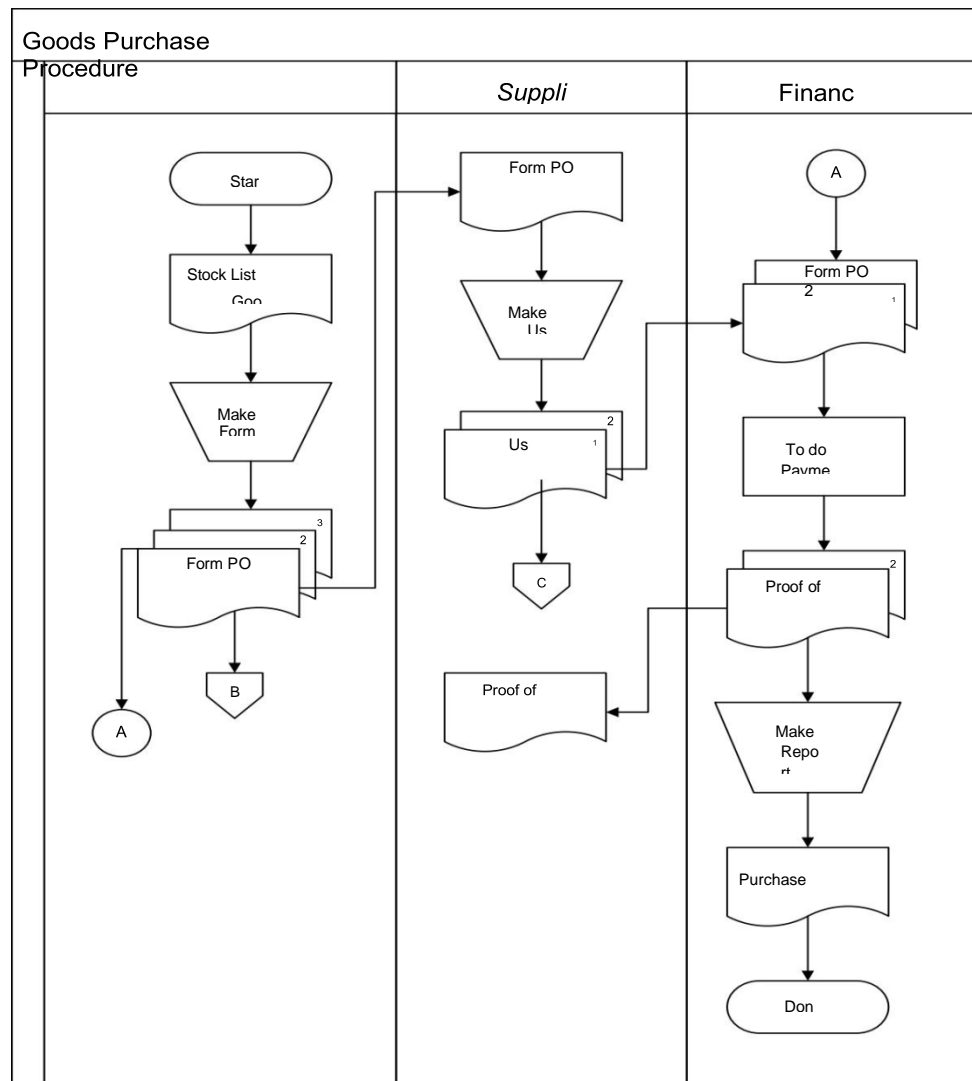 Goods Purchase
Procedure
Suppli
Financ
Star
Stock List
Goo
Make
Form
3
2
Form PO
B
A
Form PO
Make
Us
2
1
Us
C
Proof of
A
Form PO
2
1
To do
Payme
2
Proof of
Make
Repo
rt
Purchase
Don